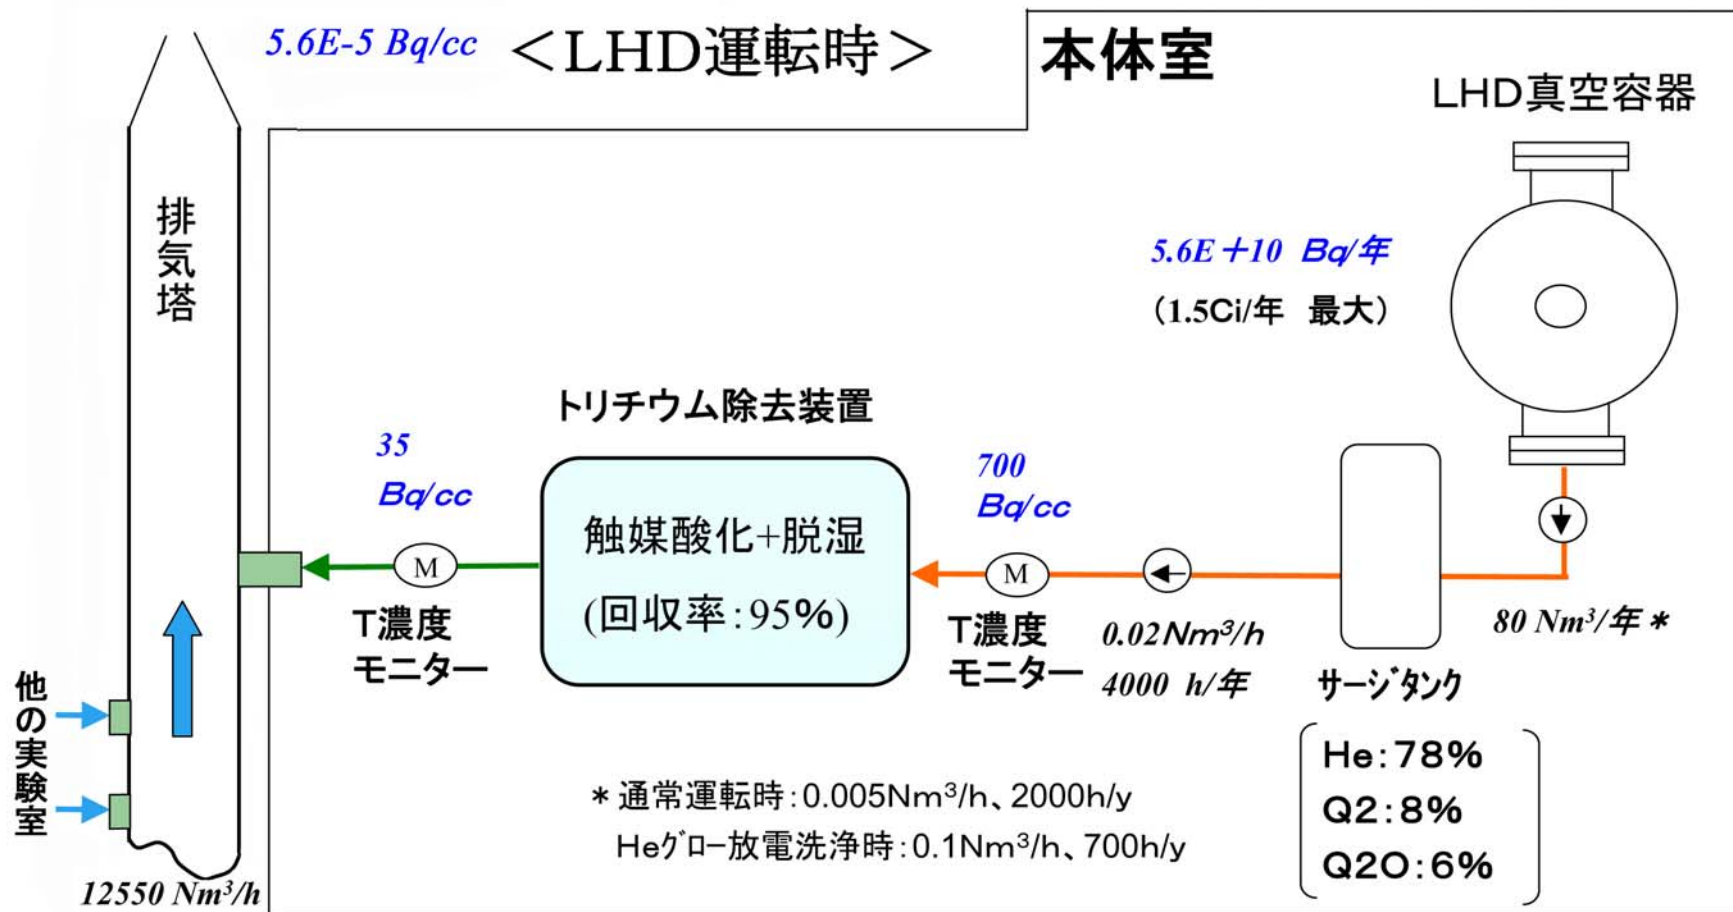 5.6E-5 Bq/cc
＜LHD運転時＞
本体室
LHD真空容器
排気塔
5.6E＋10 Bq/年
（1.5Ci/年 最大）
トリチウム除去装置
35
Bq/cc
700
Bq/cc
触媒酸化+脱湿
(回収率：95%)
M
M
T濃度
モニター
T濃度
モニター
0.02Nm³/h
4000 h/年
80 Nm³/年＊
サージタンク
He：78%
Q2：8%
Q2O：6%
他の実験室
＊通常運転時：0.005Nm³/h、2000h/y
Heグロー放電洗浄時：0.1Nm³/h、700h/y
12550 Nm³/h